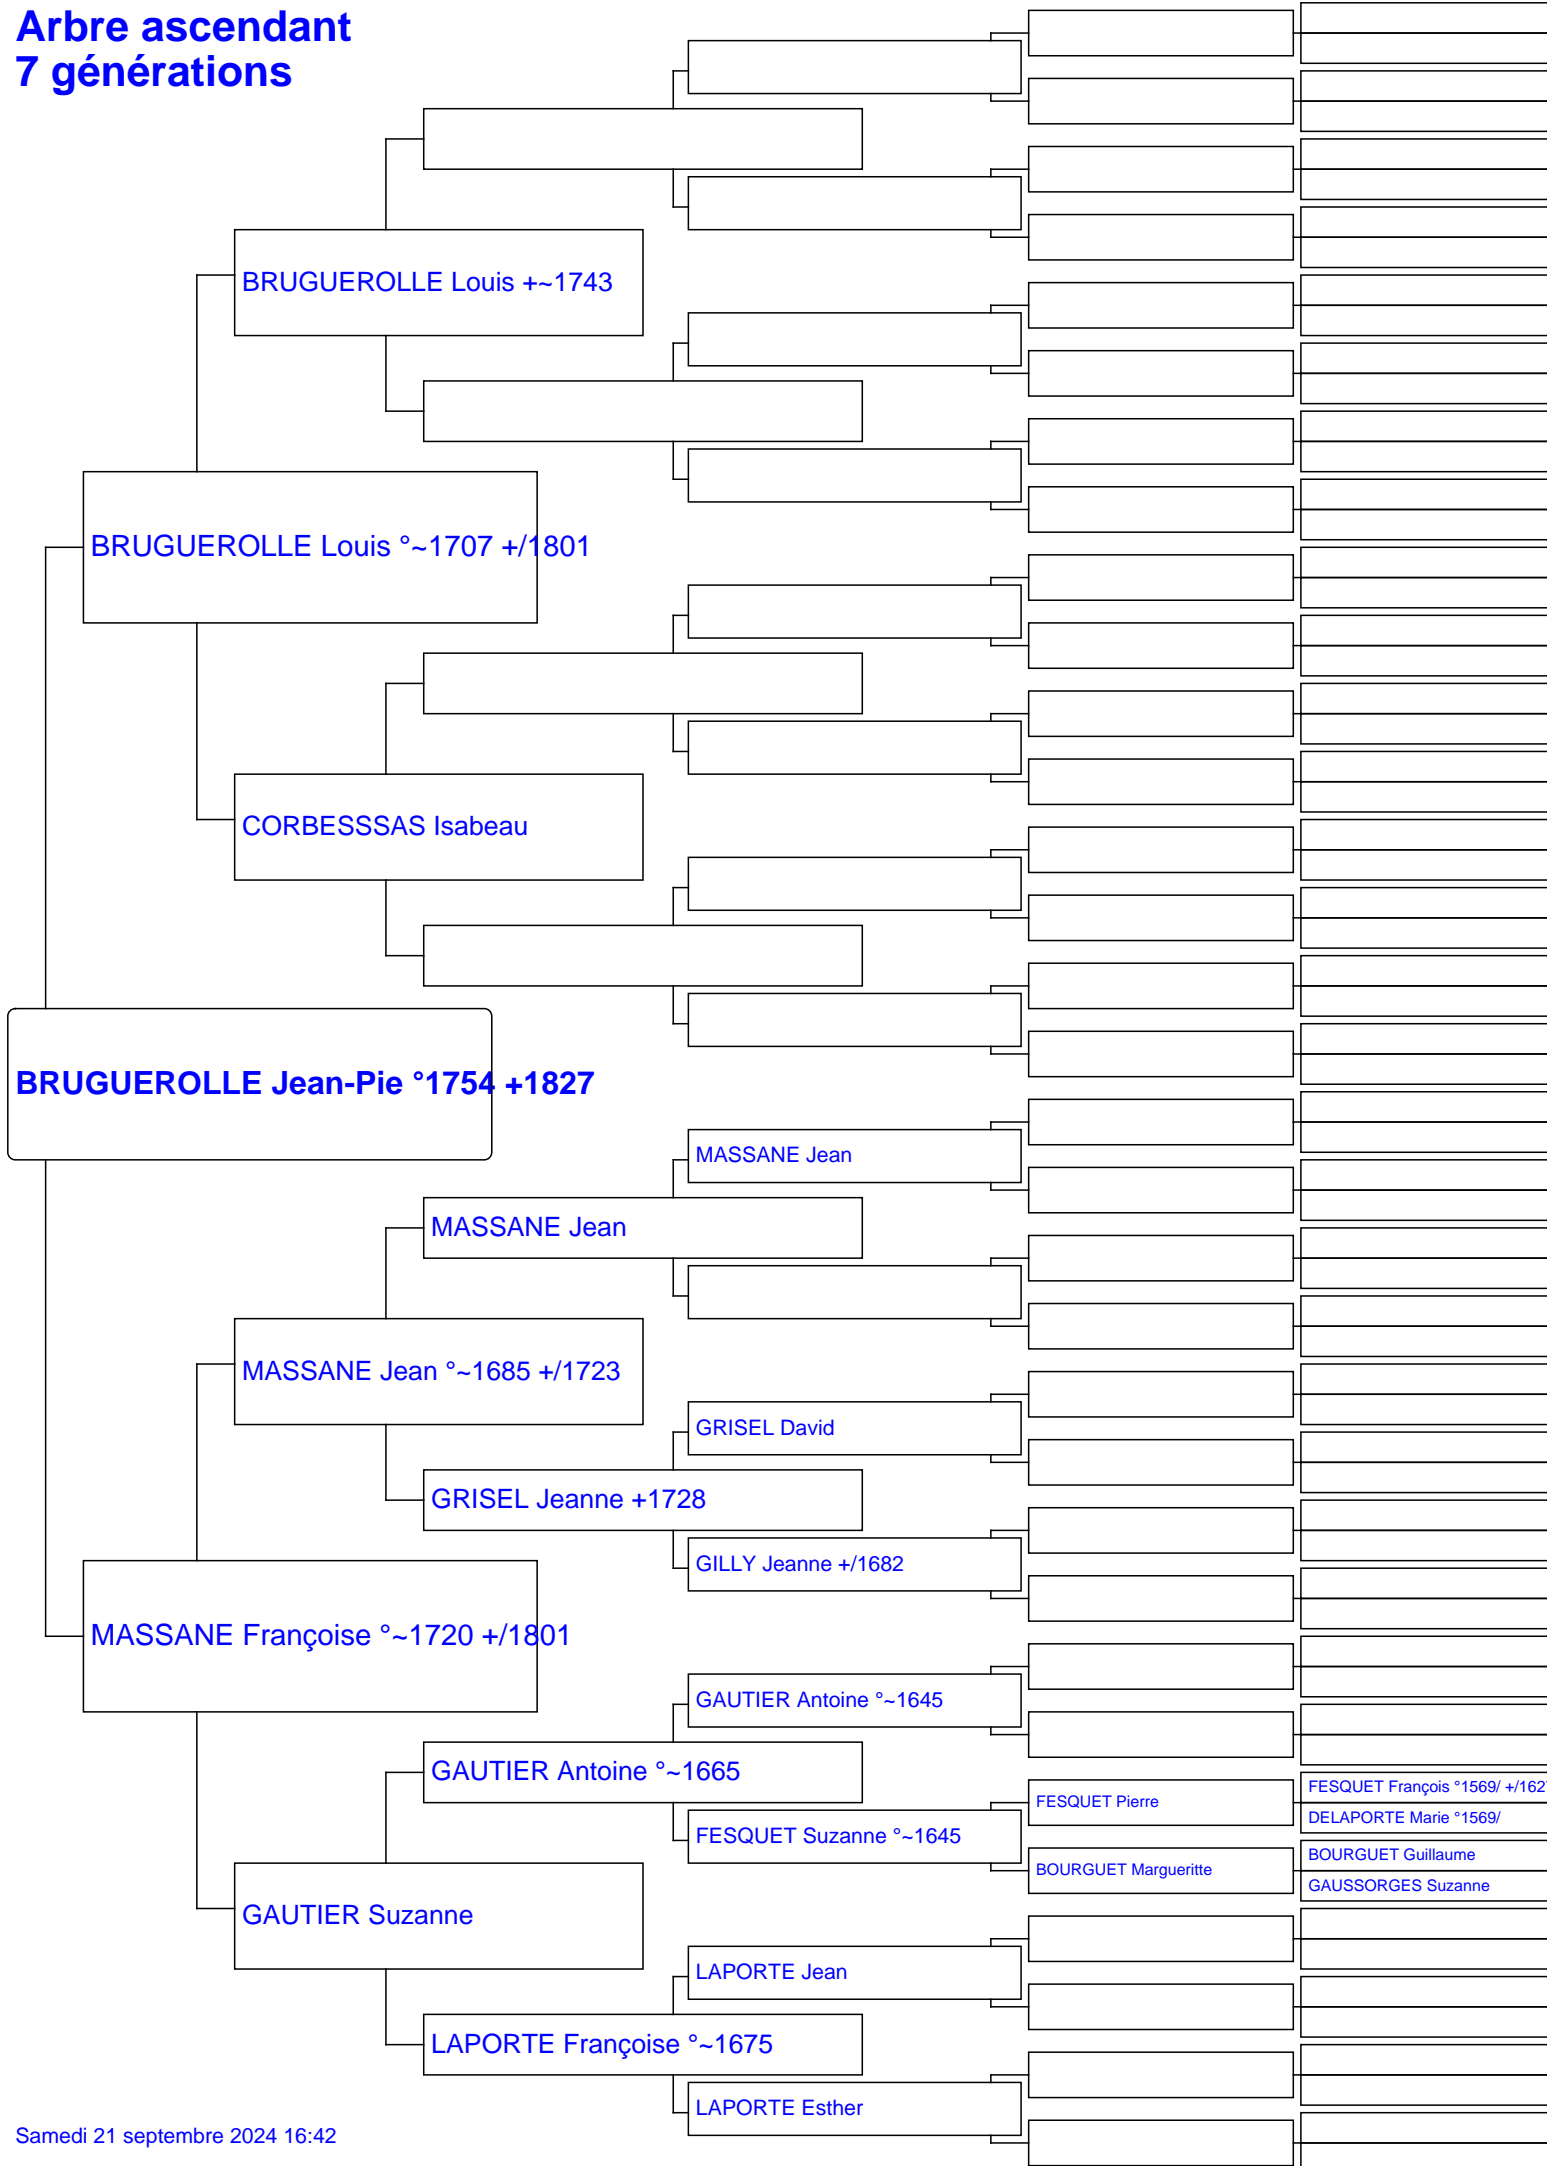 Arbre ascendant
7 générations
BRUGUEROLLE Louis +~1743
BRUGUEROLLE Louis °~1707 +/1801
CORBESSSAS Isabeau
BRUGUEROLLE Jean-Pie °1754 +1827
MASSANE Jean
MASSANE Jean
MASSANE Jean °~1685 +/1723
GRISEL David
GRISEL Jeanne +1728
GILLY Jeanne +/1682
MASSANE Françoise °~1720 +/1801
GAUTIER Antoine °~1645
GAUTIER Antoine °~1665
FESQUET François °1569/ +/162
FESQUET Pierre
DELAPORTE Marie °1569/
FESQUET Suzanne °~1645
BOURGUET Guillaume
BOURGUET Margueritte
GAUSSORGES Suzanne
GAUTIER Suzanne
LAPORTE Jean
LAPORTE Françoise °~1675
LAPORTE Esther
Samedi 21 septembre 2024 16:42